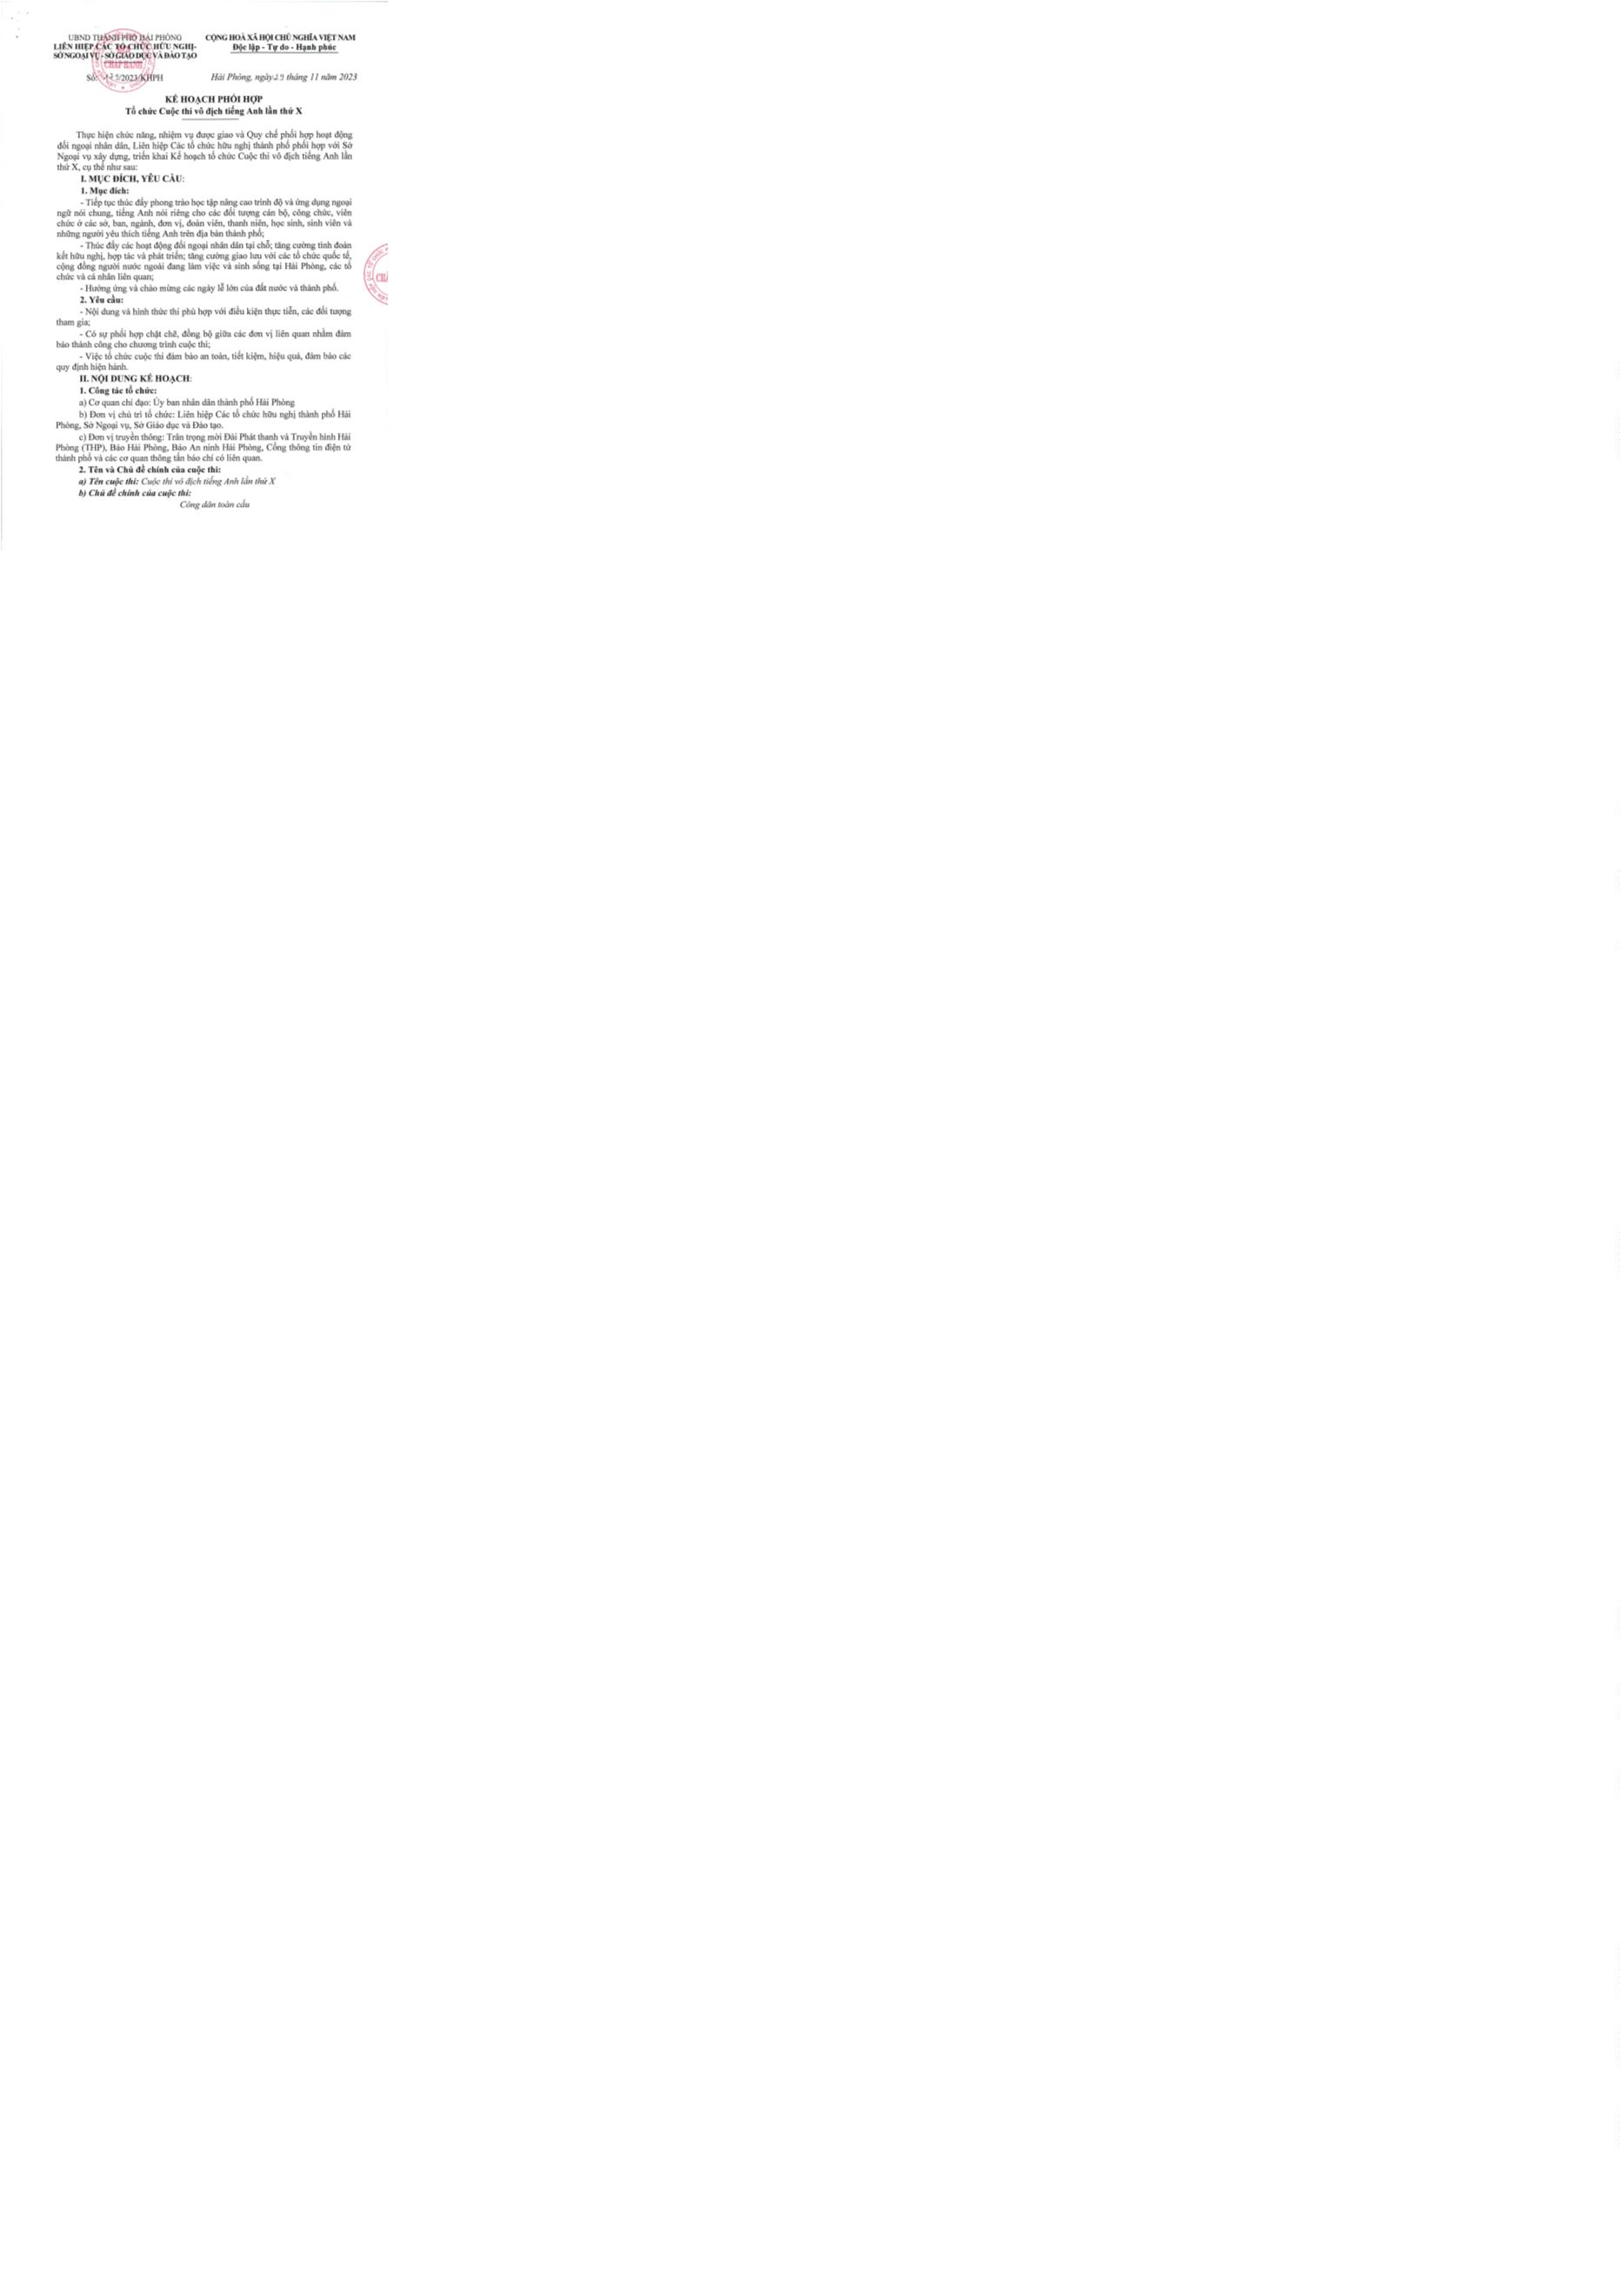 UBND THÀNH PHỐ HẢI PHÒNG
LIÊN HIỆP CÁC TỔ CHỨC HỮU NGHỊ-
SỞ NGOẠI VỤ - SỞ GIÁO DỤC VÀ ĐÀO TẠO
CHẤP HÀNH
Số: /2023/KHPH
CỘNG HOÀ XÃ HỘI CHỦ NGHĨA VIỆT NAM
Độc lập - Tự do - Hạnh phúc
Hải Phòng, ngày tháng 11 năm 2023
KẾ HOẠCH PHỐI HỢP
Tổ chức Cuộc thi vô địch tiếng Anh lần thứ X
Thực hiện chức năng, nhiệm vụ được giao và Quy chế phối hợp hoạt động
đối ngoại nhân dân, Liên hiệp Các tổ chức hữu nghị thành phố phối hợp với Sở
Ngoại vụ xây dựng, triển khai Kế hoạch tổ chức Cuộc thi vô địch tiếng Anh lần
thứ X, cụ thể như sau:
I. MỤC ĐÍCH, YÊU CẦU:
1. Mục đích:
- Tiếp tục thúc đẩy phong trào học tập nâng cao trình độ và ứng dụng ngoại
ngữ nói chung, tiếng Anh nói riêng cho các đối tượng cán bộ, công chức, viên
chức ở các sở, ban, ngành, đơn vị, đoàn viên, thanh niên, học sinh, sinh viên và
những người yêu thích tiếng Anh trên địa bàn thành phố;
- Thúc đẩy các hoạt động đối ngoại nhân dân tại chỗ; tăng cường tình đoàn
kết hữu nghị, hợp tác và phát triển; tăng cường giao lưu với các tổ chức quốc tế,
cộng đồng người nước ngoài đang làm việc và sinh sống tại Hải Phòng, các tổ
chức và cá nhân liên quan;
- Hưởng ứng và chào mừng các ngày lễ lớn của đất nước và thành phố.
2. Yêu cầu:
- Nội dung và hình thức thi phù hợp với điều kiện thực tiễn, các đối tượng
tham gia;
- Có sự phối hợp chặt chẽ, đồng bộ giữa các đơn vị liên quan nhằm đảm
bảo thành công cho chương trình cuộc thi;
- Việc tổ chức cuộc thi đảm bảo an toàn, tiết kiệm, hiệu quả, đảm bảo các
quy định hiện hành.
II. NỘI DUNG KẾ HOẠCH:
1. Công tác tổ chức:
a) Cơ quan chỉ đạo: Ủy ban nhân dân thành phố Hải Phòng
b) Đơn vị chủ trì tổ chức: Liên hiệp Các tổ chức hữu nghị thành phố Hải
Phòng, Sở Ngoại vụ, Sở Giáo dục và Đào tạo.
c) Đơn vị truyền thông: Trân trọng mời Đài Phát thanh và Truyền hình Hải
Phòng (THP), Báo Hải Phòng, Báo An ninh Hải Phòng, Cổng thông tin điện tử
thành phố và các cơ quan thông tấn báo chí có liên quan.
2. Tên và Chủ đề chính của cuộc thi:
a) Tên cuộc thi: Cuộc thi vô địch tiếng Anh lần thứ X
b) Chủ đề chính của cuộc thi:
Công dân toàn cầu